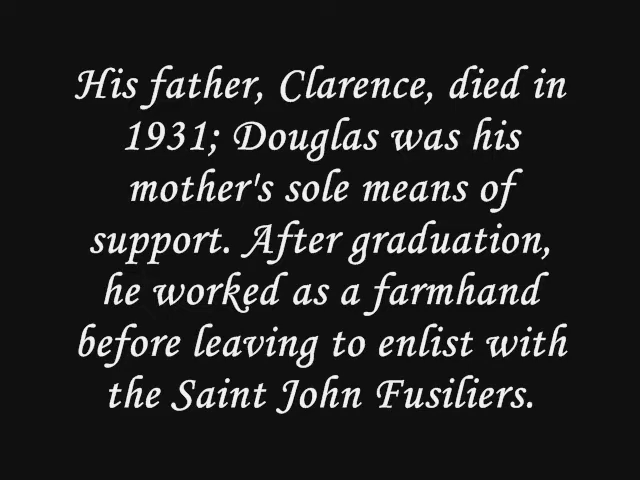 His father, Clarence, died in
1931; Douglas was his
mother's sole means of
support. After graduation,
he worked as a farmhand
before leaving to enlist with
the Saint John Fusiliers.